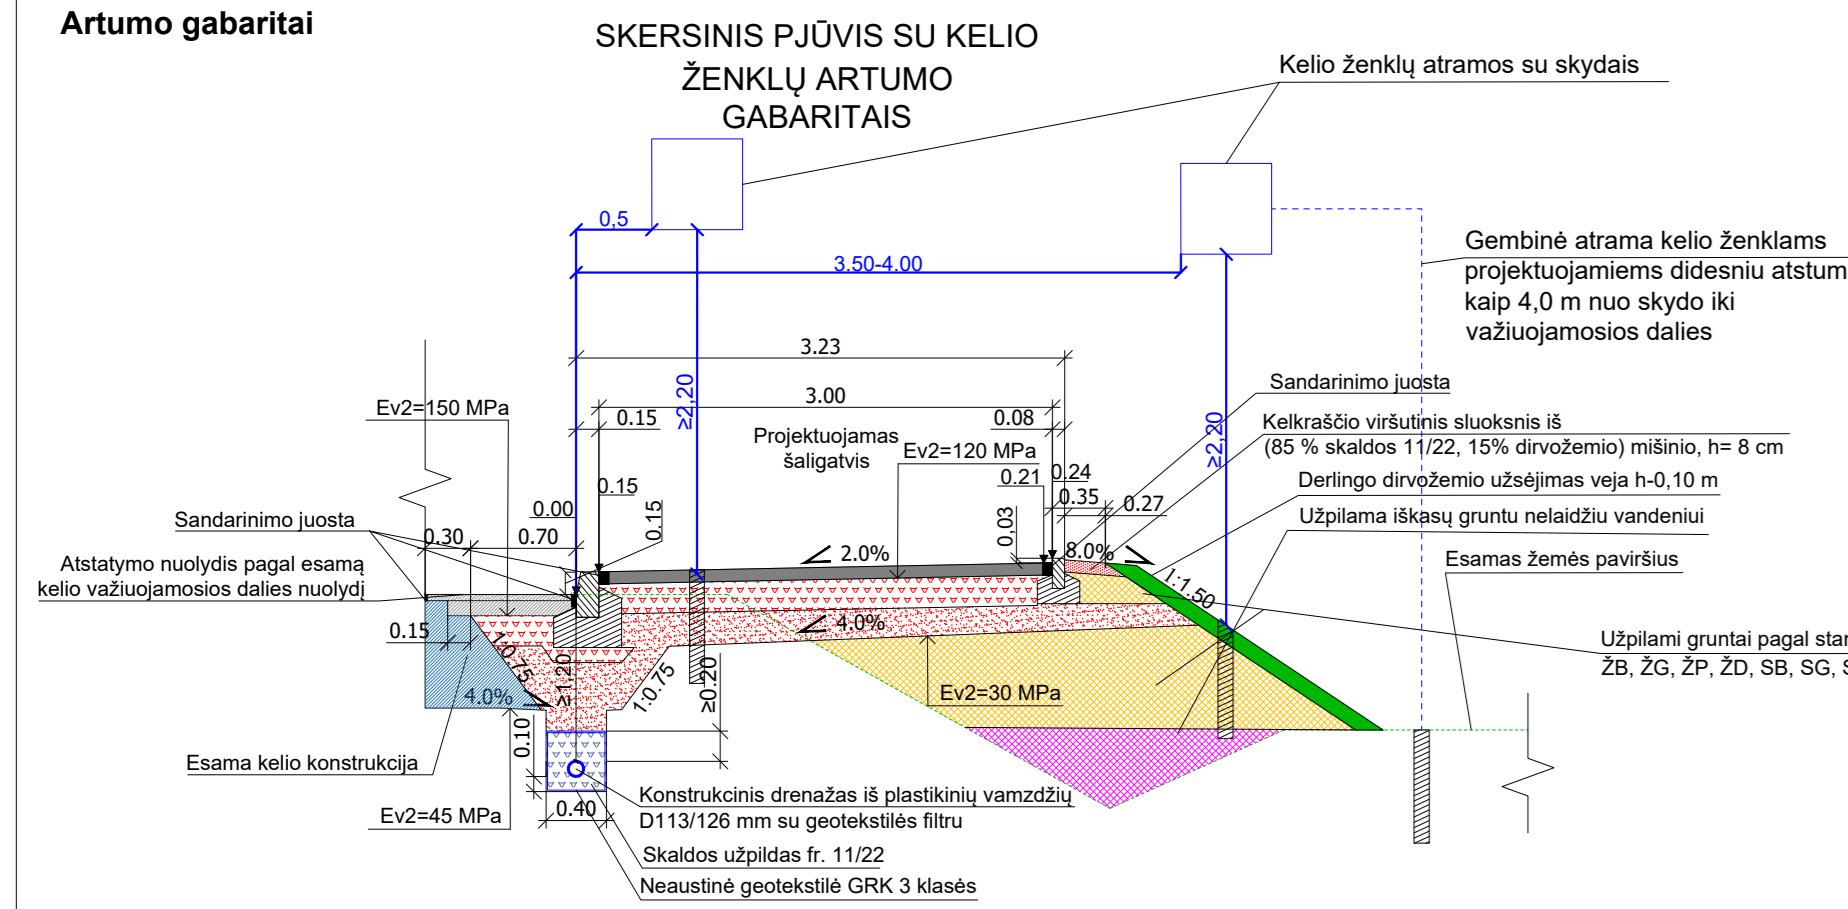 Artumo gabaritai
SKERSINIS PJŪVIS SU KELIO
ŽENKLŲ ARTUMO
GABARITAIS
Kelio ženklų atramos su skydais
0,5
3.50-4.00
Gembinė atrama kelio ženklams
projektuojamiems didesniu atstum
kaip 4,0 m nuo skydo iki
važiuojamosios dalies
3.23
≥2,20
3.00
Sandarinimo juosta
Ev2=150 MPa
0.15
0.08
≥2,20
Kelkraščio viršutinis sluoksnis iš
(85 % skaldos 11/22, 15% dirvožemio) mišinio, h= 8 cm
Projektuojamas
šaligatvis
Ev2=120 MPa
0.21
0.24
Derlingo dirvožemio užsėjimas veja h-0,10 m
0.15
0.35
0.27
0.00
0.15
Užpilama iškasų gruntu nelaidžiu vandeniui
Sandarinimo juosta
0.30
0.70
0,03
2.0%
8.0%
Esamas žemės paviršius
Atstatymo nuolydis pagal esamą
kelio važiuojamosios dalies nuolydį
1:1.50
0.15
4.0%
Užpilami gruntai pagal star
ŽB, ŽG, ŽP, ŽD, SB, SG, S
1:0.75
≥1,20
1:0.75
≥0.20
4.0%
Ev2=30 MPa
0.10
Esama kelio konstrukcija
Konstrukcinis drenažas iš plastikinių vamzdžių
D113/126 mm su geotekstilės filtru
0.40
Ev2=45 MPa
Skaldos užpildas fr. 11/22
Neaustinė geotekstilė GRK 3 klasės